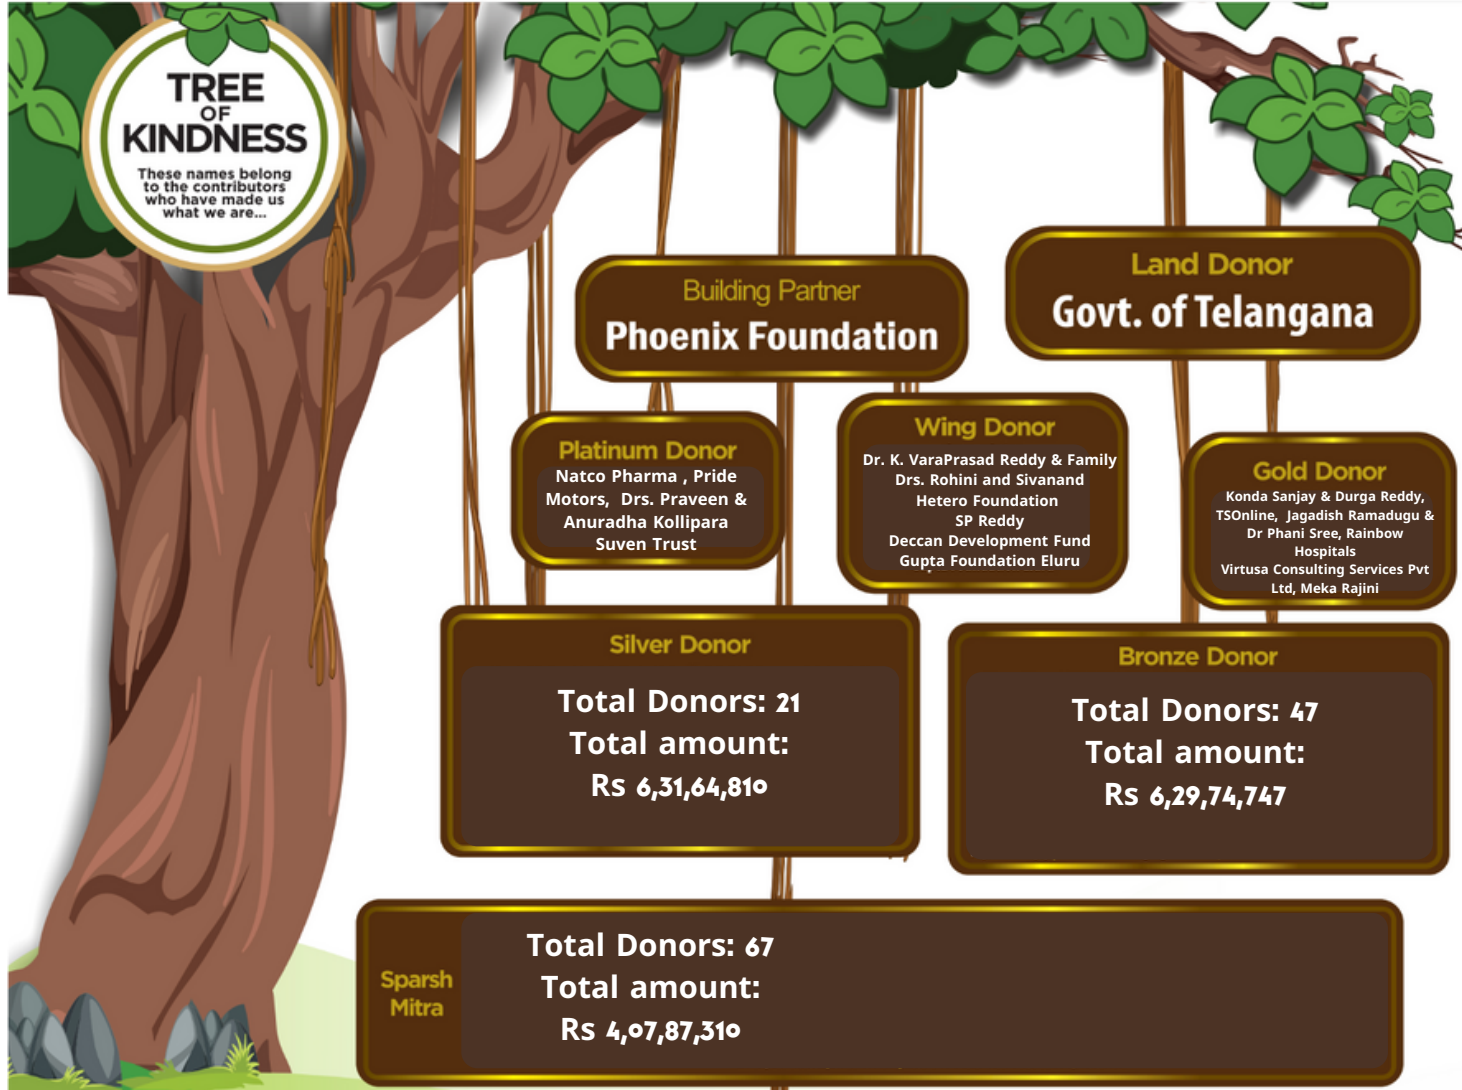 TREE
OF
KINDNESS
These names belong
to the contributors
who have made us
what we are...
Building Partner
Phoenix Foundation
Land Donor
Govt. of Telangana
Platinum Donor
Natco Pharma , Pride
Motors, Drs. Praveen &
Anuradha Kollipara
Suven Trust
Wing Donor
Dr. K. VaraPrasad Reddy & Family
Drs. Rohini and Sivanand
Hetero Foundation
SP Reddy
Deccan Development Fund
Gupta Foundation Eluru
Gold Donor
Konda Sanjay & Durga Reddy,
TSOnline, Jagadish Ramadugu &
Dr Phani Sree, Rainbow
Hospitals
Virtusa Consulting Services Pvt
Ltd, Meka Rajini
Silver Donor
Total Donors: 21
Total amount:
Rs 6,31,64,810
Bronze Donor
Total Donors: 47
Total amount:
Rs 6,29,74,747
Sparsh
Mitra
Total Donors: 67
Total amount:
Rs 4,07,87,310